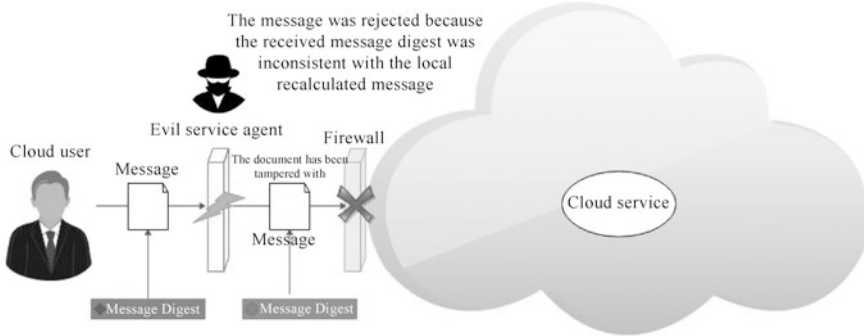 The message was rejected because
the received message digest was
inconsistent with the local
recalculated message
Evil service agent
Firewall
Cloud user
Message
The document has been
tampered with
Cloud service
Message
Message Digest
Message Digest